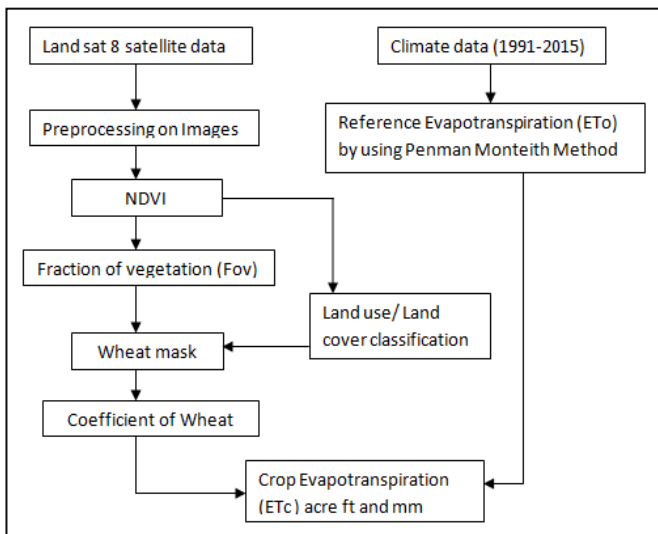 Land sat 8 satellite data
Climate data (1991-2015)
Preprocessing on Images
Reference Evapotranspiration (ETo)
by using Penman Monteith Method
NDVI
Fraction of vegetation (Fov)
Land use/ Land
cover classification
Wheat mask
Coefficient of Wheat
Crop Evapotranspiration
(ETc) acre ft and mm